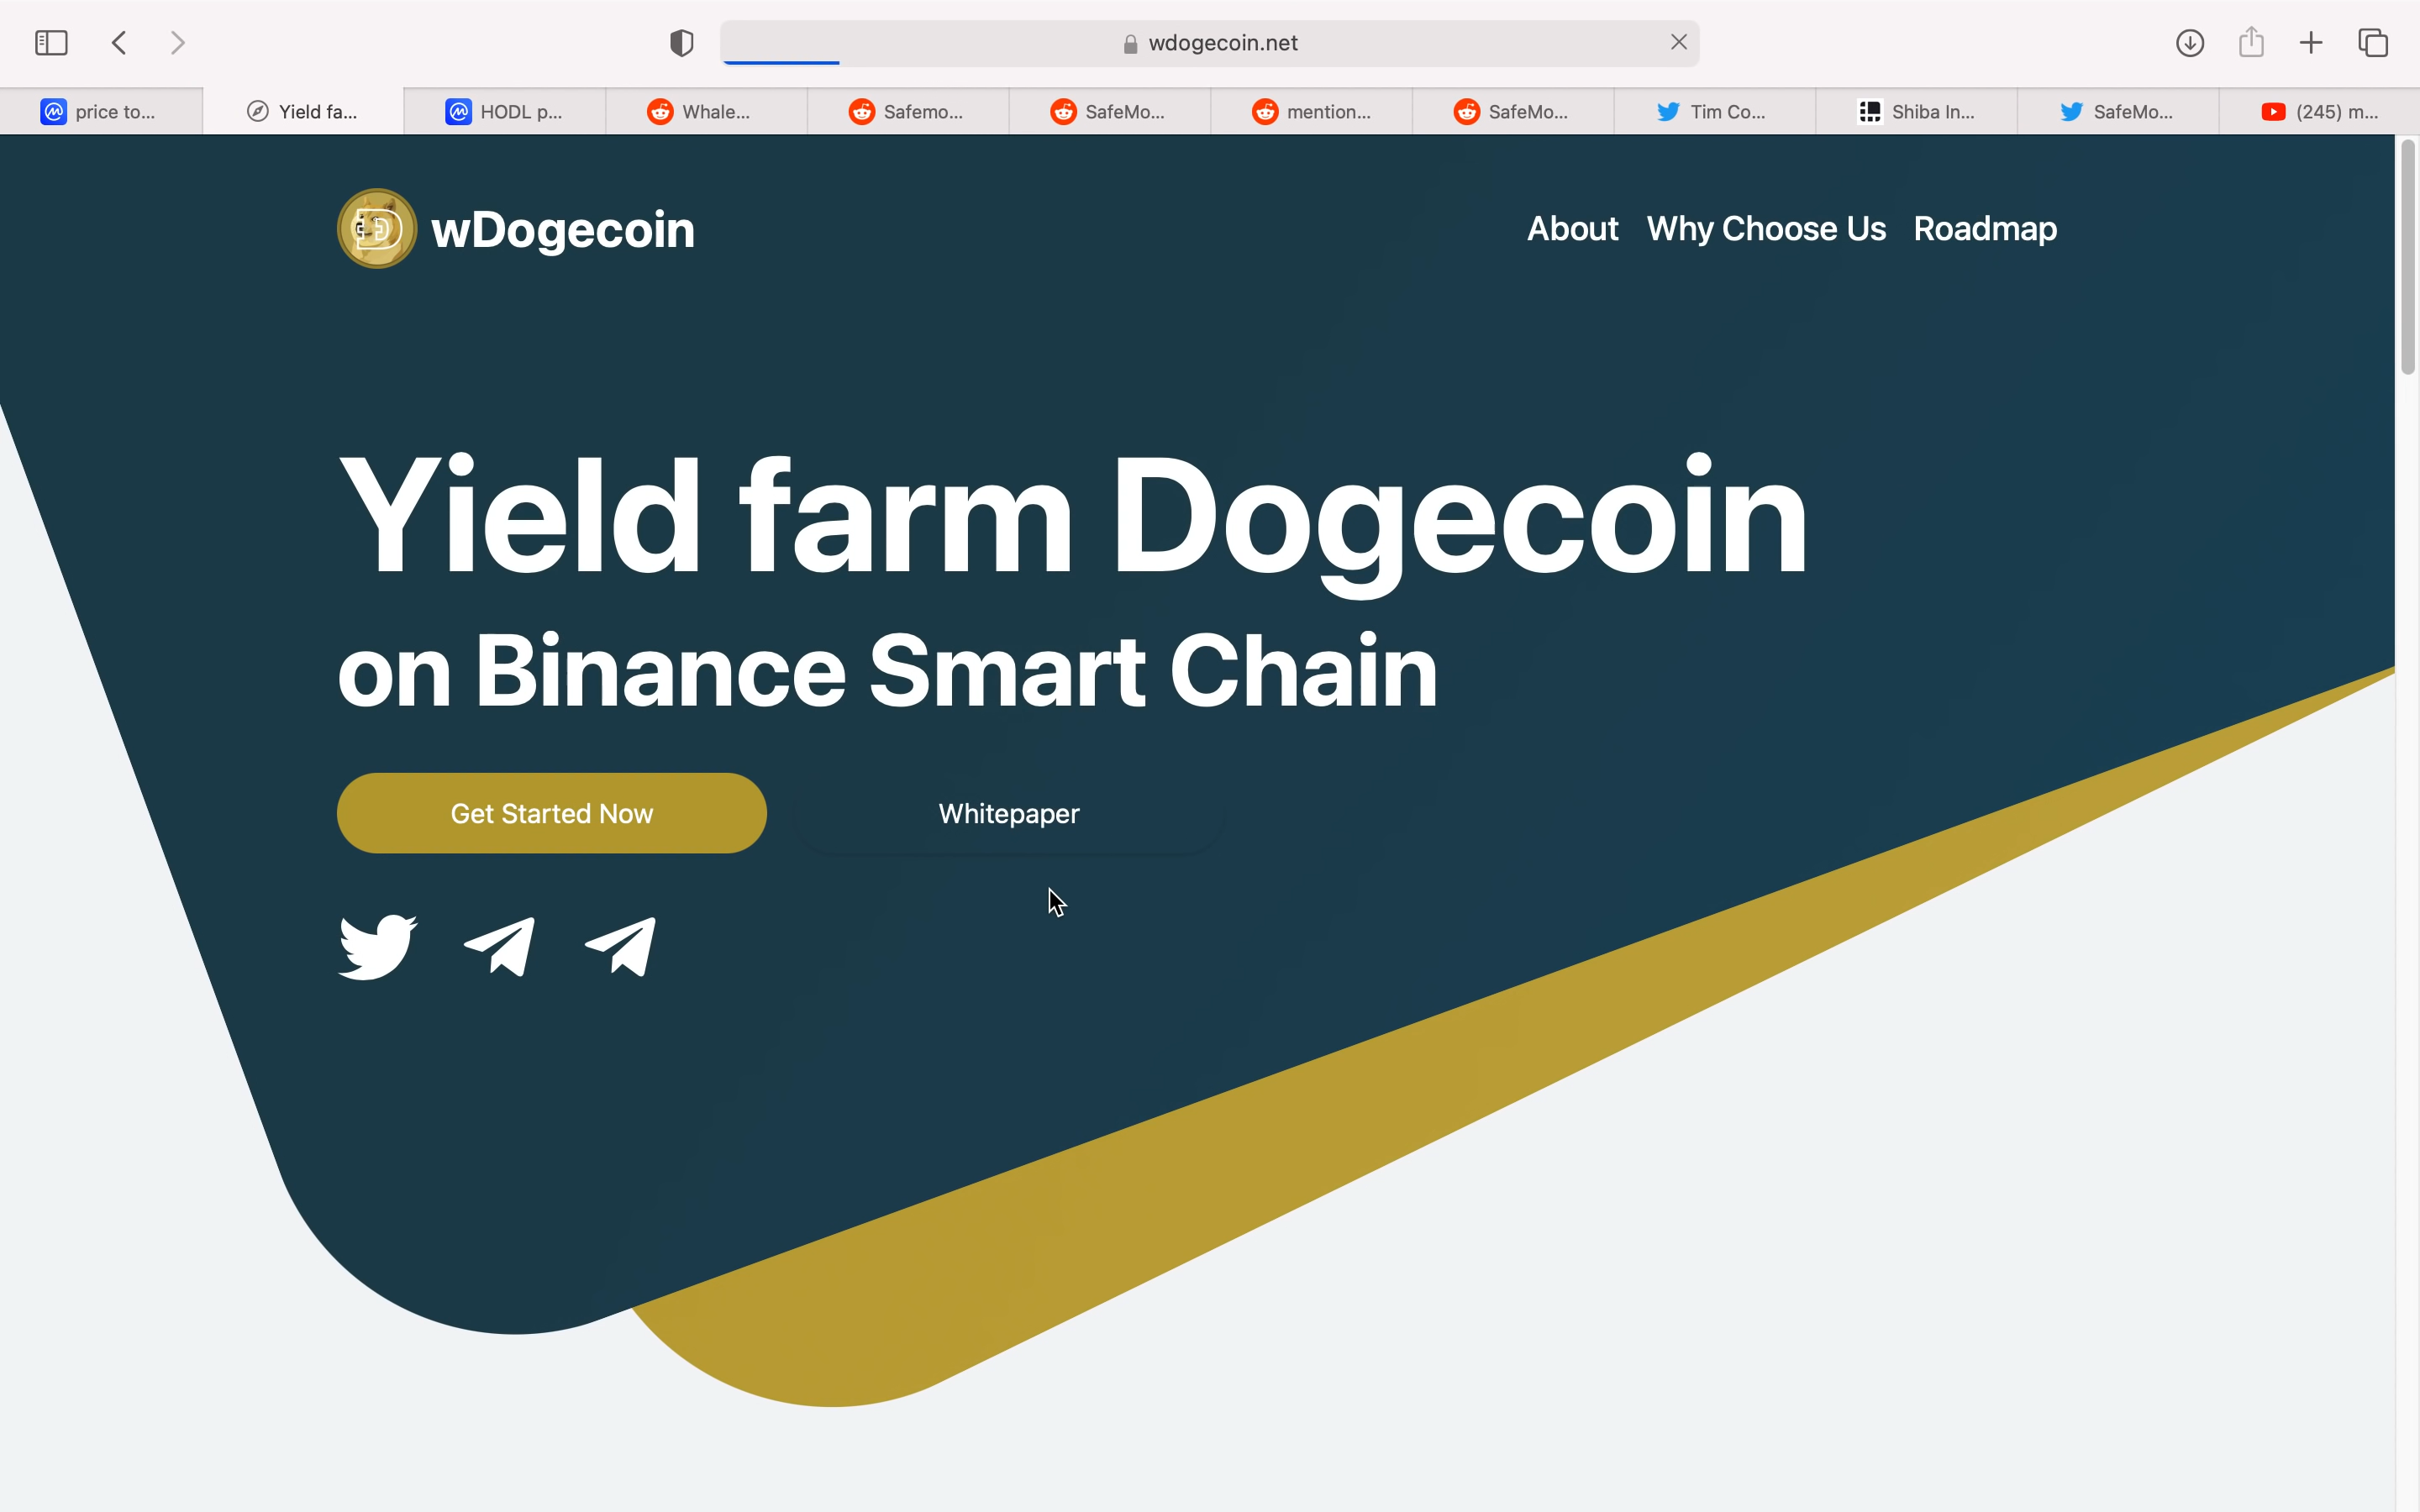 wdogecoin.net
price to...
Yield fa...
HODL p...
Whale...
Safemo...
SafeMo...
mention...
SafeMo...
Tim Co...
Shiba In...
SafeMo...
(245) m...
wDogecoin
About Why Choose Us Roadmap
Yield farm Dogecoin
on Binance Smart Chain
Get Started Now
Whitepaper